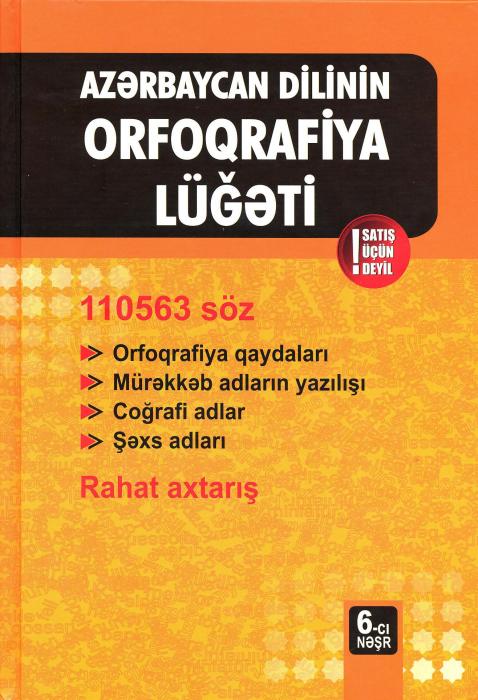 AZƏRBAYCAN DİLİNİN
ORFOQRAFİYA
LÜĞƏTİ
! SATIŞ
ÜÇÜN
DEYİL
110563 söz
Orfoqrafiya qaydaları
Mürəkkəb adların yazılışı
Coğrafi adlar
Şəxs adları
Rahat axtarış
6-CI
NƏŞR